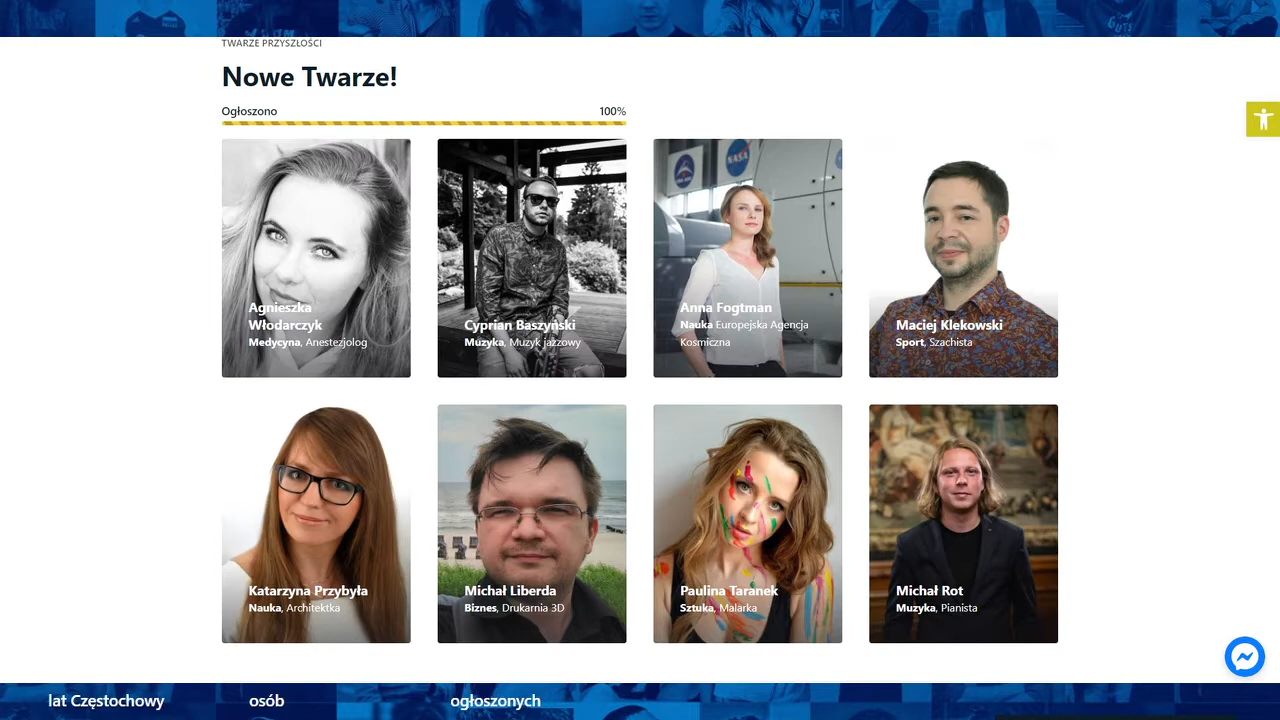 TWARZE PRZYSZŁOŚCI
Nowe Twarze!
Ogłoszono 100%
NASA
Agnieszka
Włodarczyk
Medycyna, Anestezjolog
Cyprian Baszyński
Muzyka, Muzyk jazzowy
Anna Fogtman
Nauka Europejska Agencja
Kosmiczna
Maciej Klekowski
Sport, Szachista
Katarzyna Przybyła
Nauka, Architektka
Michał Liberda
Biznes, Drukarnia 3D
Paulina Taranek
Sztuka, Malarka
Michał Rot
Muzyka, Pianista
lat Częstochowy
osób
ogłoszonych